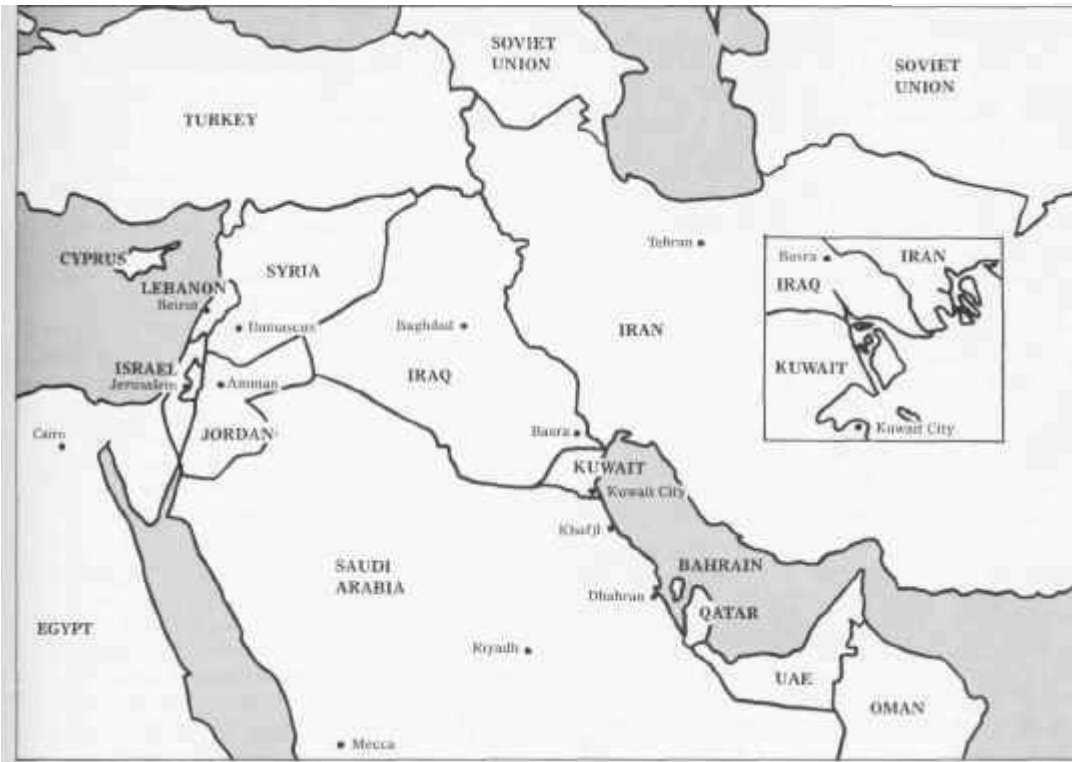 SOVIET
UNION
SOVIET
UNION
TURKEY
Tehran
CYPRUS
SYRIA
LEBANON
Beirut
Damascus
Baghdad
IRAN
ISRAEL
Jerusalem
Amman
IRAQ
JORDAN
Cairo
Basra
KUWAIT
Kuwait City
Khafji
SAUDI
ARABIA
BAHRAIN
Dhahran
QATAR
EGYPT
Riyadh
UAE
OMAN
Mecca
Basra
IRAN
IRAQ
KUWAIT
Kuwait City